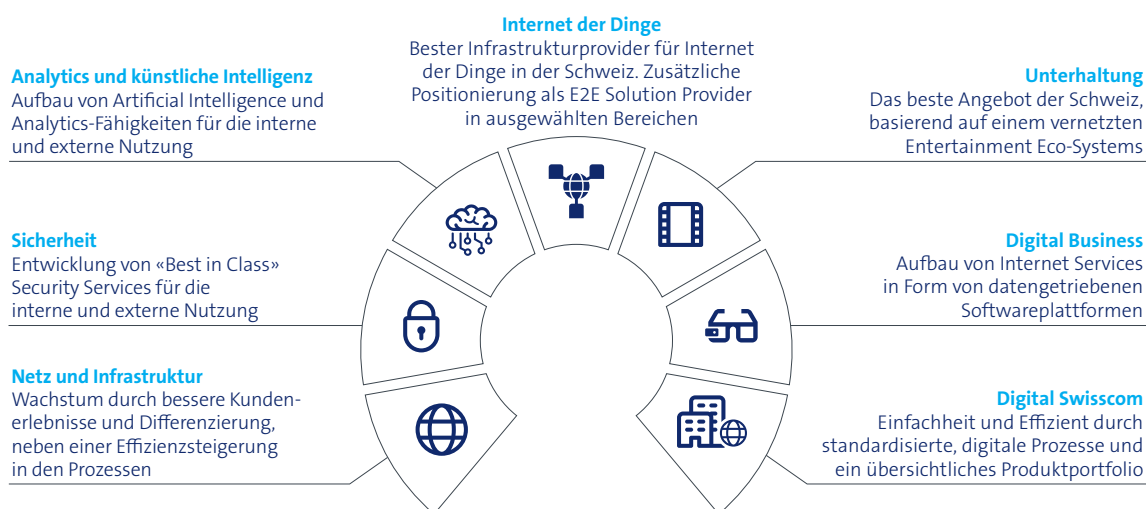 Internet der Dinge
Bester Infrastrukturprovider für Internet
der Dinge in der Schweiz. Zusätzliche
Positionierung als E2E Solution Provider
in ausgewählten Bereichen
Analytics und künstliche Intelligenz
Aufbau von Artificial Intelligence und
Analytics-Fähigkeiten für die interne
und externe Nutzung
Unterhaltung
Das beste Angebot der Schweiz,
basierend auf einem vernetzten
Entertainment Eco-Systems
Sicherheit
Entwicklung von «Best in Class»
Security Services für die
interne und externe Nutzung
Digital Business
Aufbau von Internet Services
in Form von datengetriebenen
Softwareplattformen
Netz und Infrastruktur
Wachstum durch bessere Kunden-
erlebnisse und Differenzierung,
neben einer Effizienzsteigerung
in den Prozessen
Digital Swisscom
Einfachheit und Effizient durch
standardisierte, digitale Prozesse und
ein übersichtliches Produktportfolio